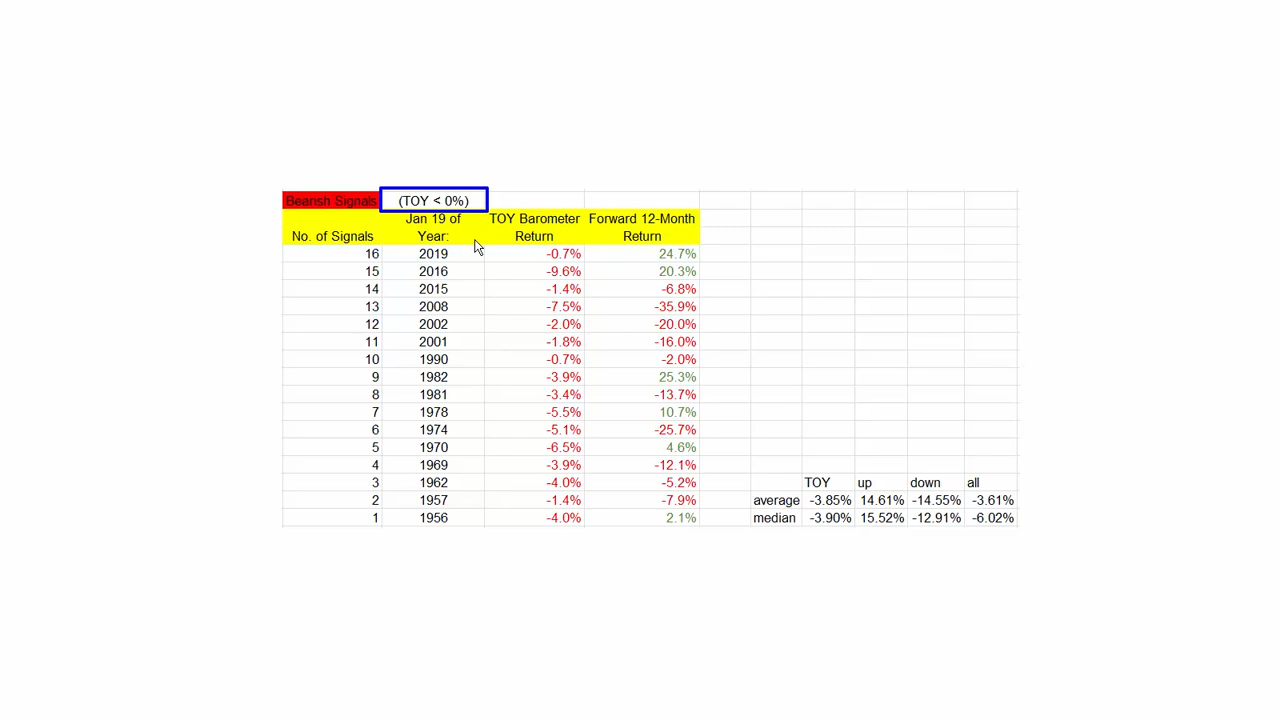 Bearish Signals (TOY < 0%)
Jan 19 of TOY Barometer Forward 12-Month
No. of Signals Year: Return Return
16 2019 -0.7% 24.7%
15 2016 -9.6% 20.3%
14 2015 -1.4% -6.8%
13 2008 -7.5% -35.9%
12 2002 -2.0% -20.0%
11 2001 -1.8% -16.0%
10 1990 -0.7% -2.0%
9 1982 -3.9% 25.3%
8 1981 -3.4% -13.7%
7 1978 -5.5% 10.7%
6 1974 -5.1% -25.7%
5 1970 -6.5% 4.6%
4 1969 -3.9% -12.1%
3 1962 -4.0% -5.2% TOY up down all
2 1957 -1.4% -7.9% average -3.85% 14.61% -14.55% -3.61%
1 1956 -4.0% 2.1% median -3.90% 15.52% -12.91% -6.02%